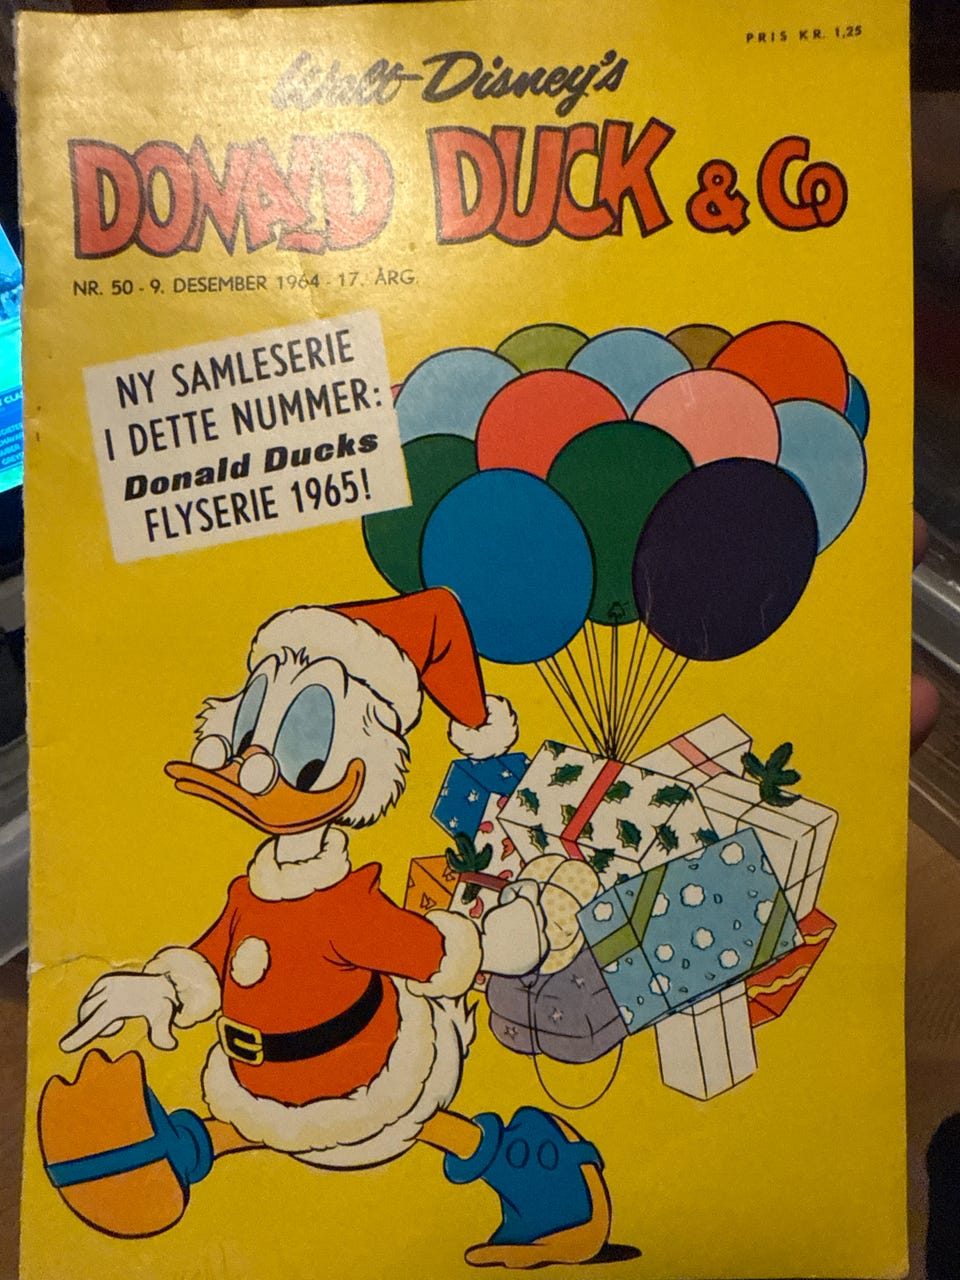 PRIS KR. 1,25
Walt Disney's
DONALD DUCK & Co
NR. 50 - 9. DESEMBER 1964 - 17. ÅRG.
NY SAMLESERIE
I DETTE NUMMER:
Donald Ducks
FLYSERIE 1965!